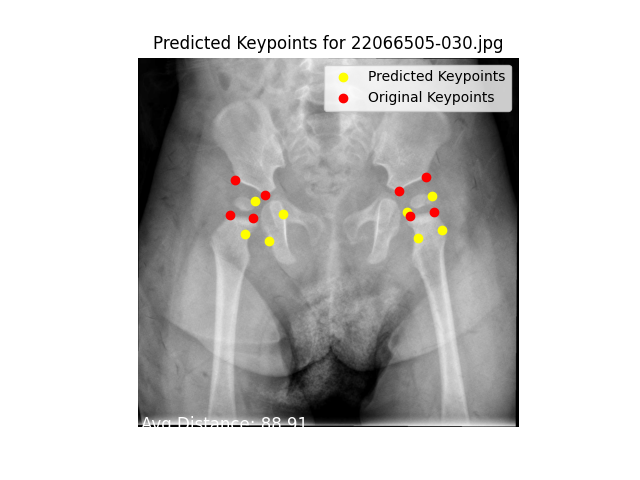 Predicted Keypoints for 22066505-030.jpg
Predicted Keypoints
Original Keypoints
Avg Distance: 88.91